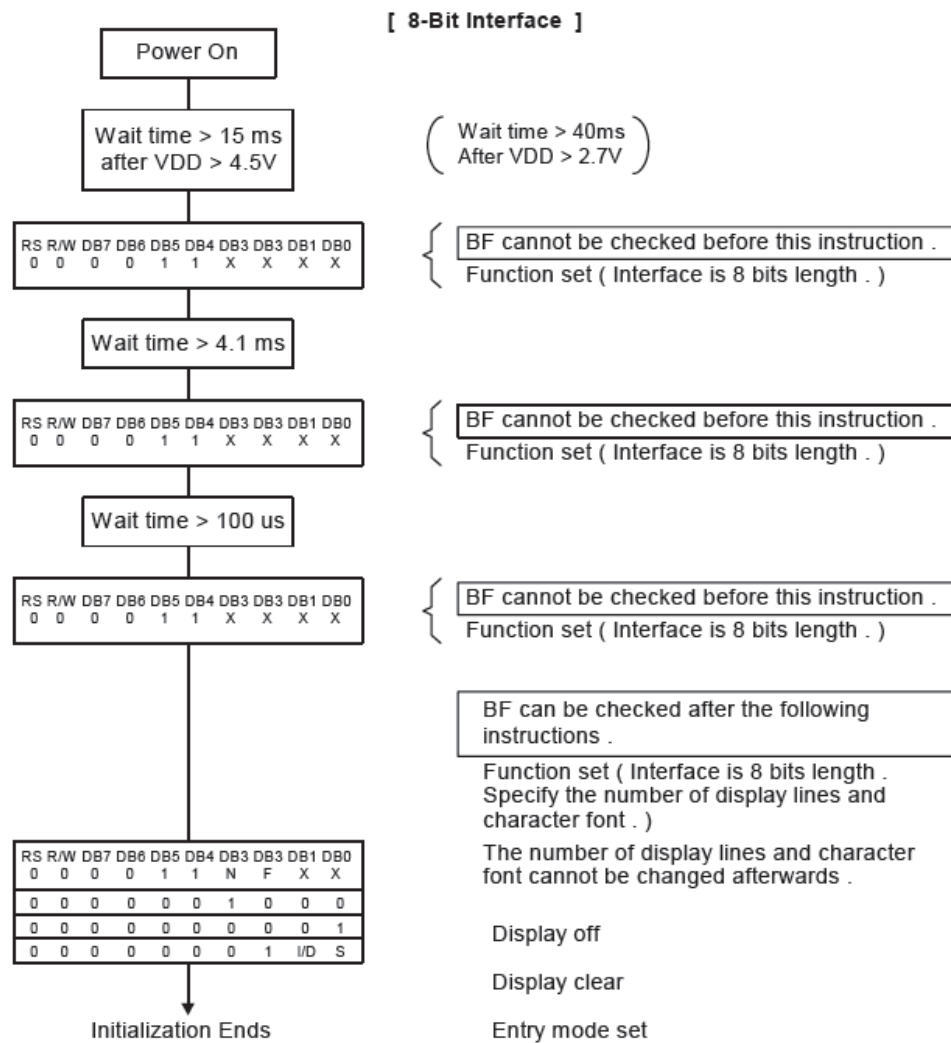 [ 8-Bit Interface ]
Power On
Wait time > 15 ms
after VDD > 4.5V
Wait time > 40ms
After VDD > 2.7V
RS R/W DB7 DB6 DB5 DB4 DB3 DB3 DB1 DB0
0 0 0 0 1 1 X X X X
BF cannot be checked before this instruction .
Function set ( Interface is 8 bits length . )
Wait time > 4.1 ms
RS R/W DB7 DB6 DB5 DB4 DB3 DB3 DB1 DB0
0 0 0 0 1 1 X X X X
BF cannot be checked before this instruction .
Function set ( Interface is 8 bits length . )
Wait time > 100 us
RS R/W DB7 DB6 DB5 DB4 DB3 DB3 DB1 DB0
0 0 0 0 1 1 X X X X
BF cannot be checked before this instruction .
Function set ( Interface is 8 bits length . )
BF can be checked after the following
instructions .
Function set ( Interface is 8 bits length .
Specify the number of display lines and
character font . )
The number of display lines and character
font cannot be changed afterwards .
RS R/W DB7 DB6 DB5 DB4 DB3 DB3 DB1 DB0
0 0 0 0 1 1 N F X X
0 0 0 0 0 0 1 0 0 0
0 0 0 0 0 0 0 0 0 1
0 0 0 0 0 0 0 1 I/D S
Display off
Display clear
Initialization Ends
Entry mode set